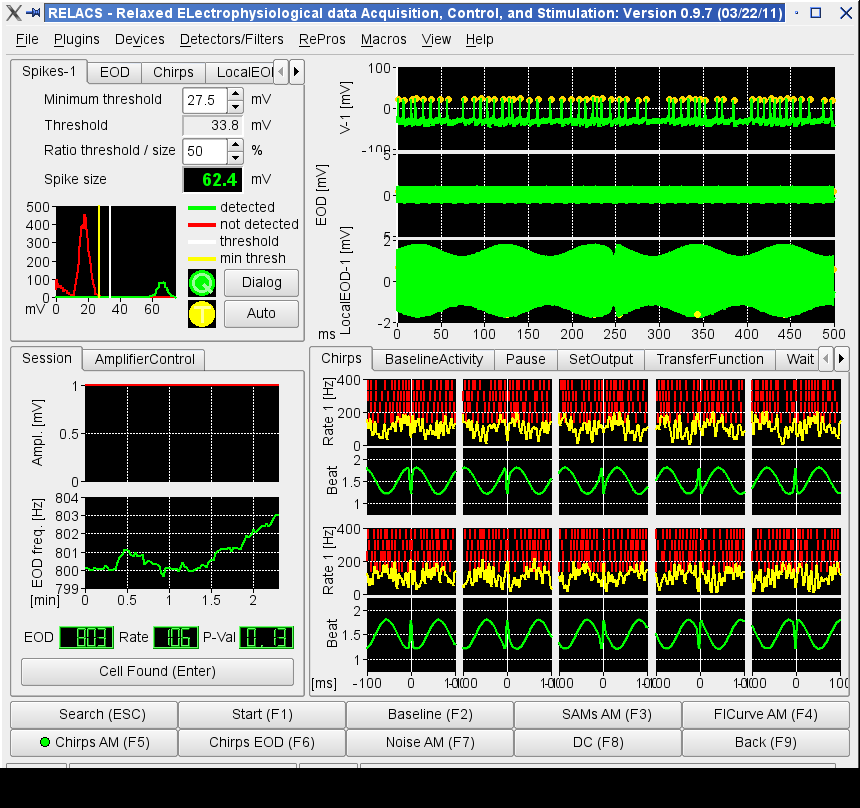 RELACS - Relaxed ELectrophysiological data Acquisition, Control, and Stimulation: Version 0.9.7 (03/22/11)
File Plugins Devices Detectors/Filters RePros Macros View Help
Spikes-1 EOD Chirps LocalEO
Minimum threshold 27.5 mV
Threshold 33.8 mV
Ratio threshold / size 50 %
Spike size 62.4 mV
500
400
300
200
100
0
mV 0 20 40 60
detected
not detected
threshold
min thresh
Q Dialog
T Auto
V-1 [mV]
100
0
-100
EOD [mV]
5
0
5
LocalEOD-1 [mV]
2
0
-2
ms 0 50 100 150 200 250 300 350 400 450 500
Session AmplifierControl
Ampl. [mV]
1
0.5
0
EOD freq. [Hz]
804
803
802
801
800
799
[min] 0 0.5 1 1.5 2
EOD 803 Rate 106 P-Val 0.13
Cell Found (Enter)
Chirps BaselineActivity Pause SetOutput TransferFunction Wait
Rate 1 [Hz]
400
200
0
Beat
2
1.5
1
Rate 1 [Hz]
400
200
0
Beat
2
1.5
1
[ms] -100 0 -100 0 -100 0 -100 0 -100 0 100
Search (ESC) Start (F1) Baseline (F2) SAMs AM (F3) FICurve AM (F4)
Chirps AM (F5) Chirps EOD (F6) Noise AM (F7) DC (F8) Back (F9)